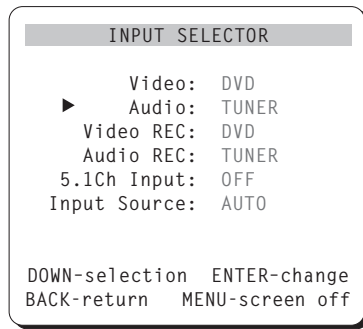 INPUT SELECTOR
Video: DVD
Audio: TUNER
Video REC: DVD
Audio REC: TUNER
5.1Ch Input: OFF
Input Source: AUTO
DOWN-selection ENTER-change
BACK-return MENU-screen off